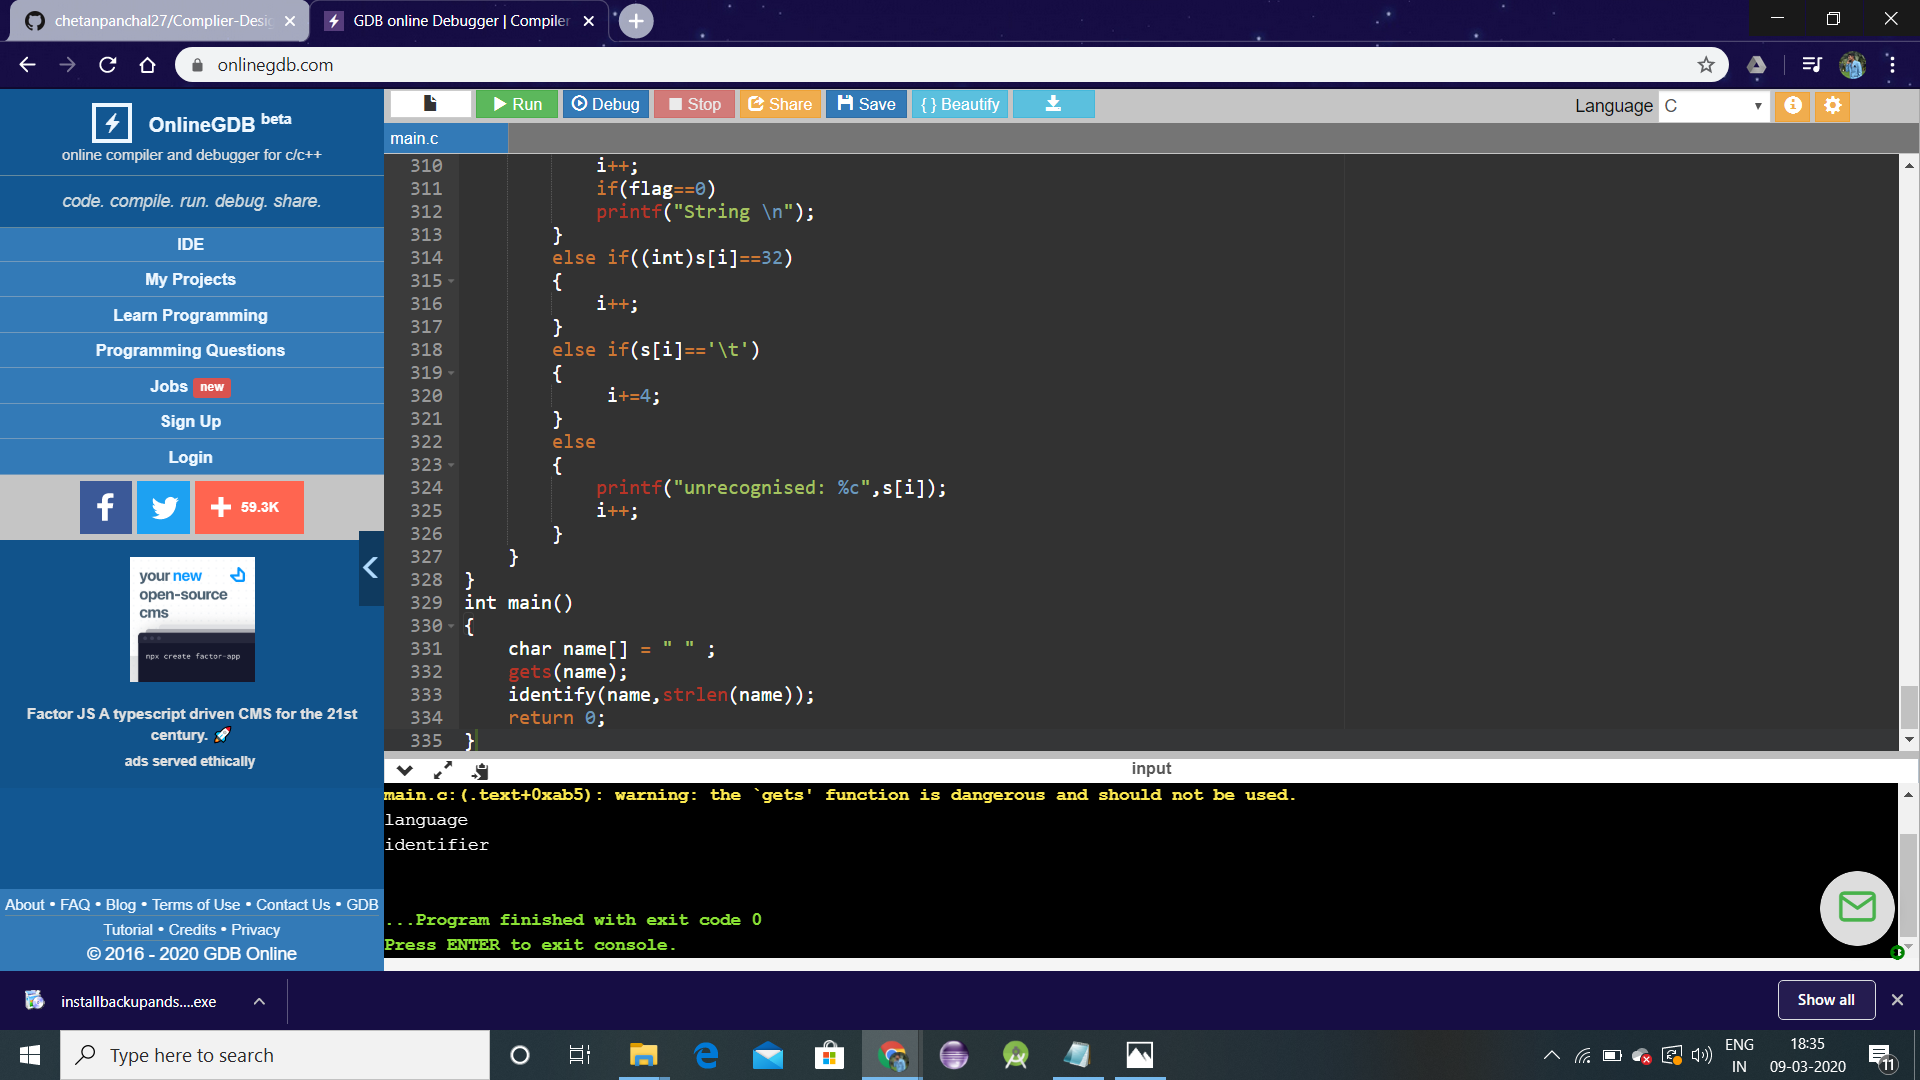 chetanpanchal27/Complier-Desi
GDB online Debugger | Compiler
onlinegdb.com
OnlineGDB beta
online compiler and debugger for c/c++
code. compile. run. debug. share.
IDE
My Projects
Learn Programming
Programming Questions
Jobs new
Sign Up
Login
59.3K
your new
open-source
cms
npx create factor-app
Factor JS A typescript driven CMS for the 21st
century. 🚀
ads served ethically
About • FAQ • Blog • Terms of Use • Contact Us • GDB
Tutorial • Credits • Privacy
© 2016 - 2020 GDB Online
Run Debug Stop Share Save { } Beautify
Language C
main.c
310 i++;
311 if(flag==0)
312 printf("String \n");
313 }
314 else if((int)s[i]==32)
315 {
316 i++;
317 }
318 else if(s[i]=='\t')
319 {
320 i+=4;
321 }
322 else
323 {
324 printf("unrecognised: %c",s[i]);
325 i++;
326 }
327 }
328 }
329 int main()
330 {
331 char name[] = " " ;
332 gets(name);
333 identify(name,strlen(name));
334 return 0;
335 }
input
main.c:(.text+0xab5): warning: the `gets' function is dangerous and should not be used.
language
identifier
...Program finished with exit code 0
Press ENTER to exit console.
installbackupands....exe
Show all
Type here to search
ENG
IN
18:35
09-03-2020
11